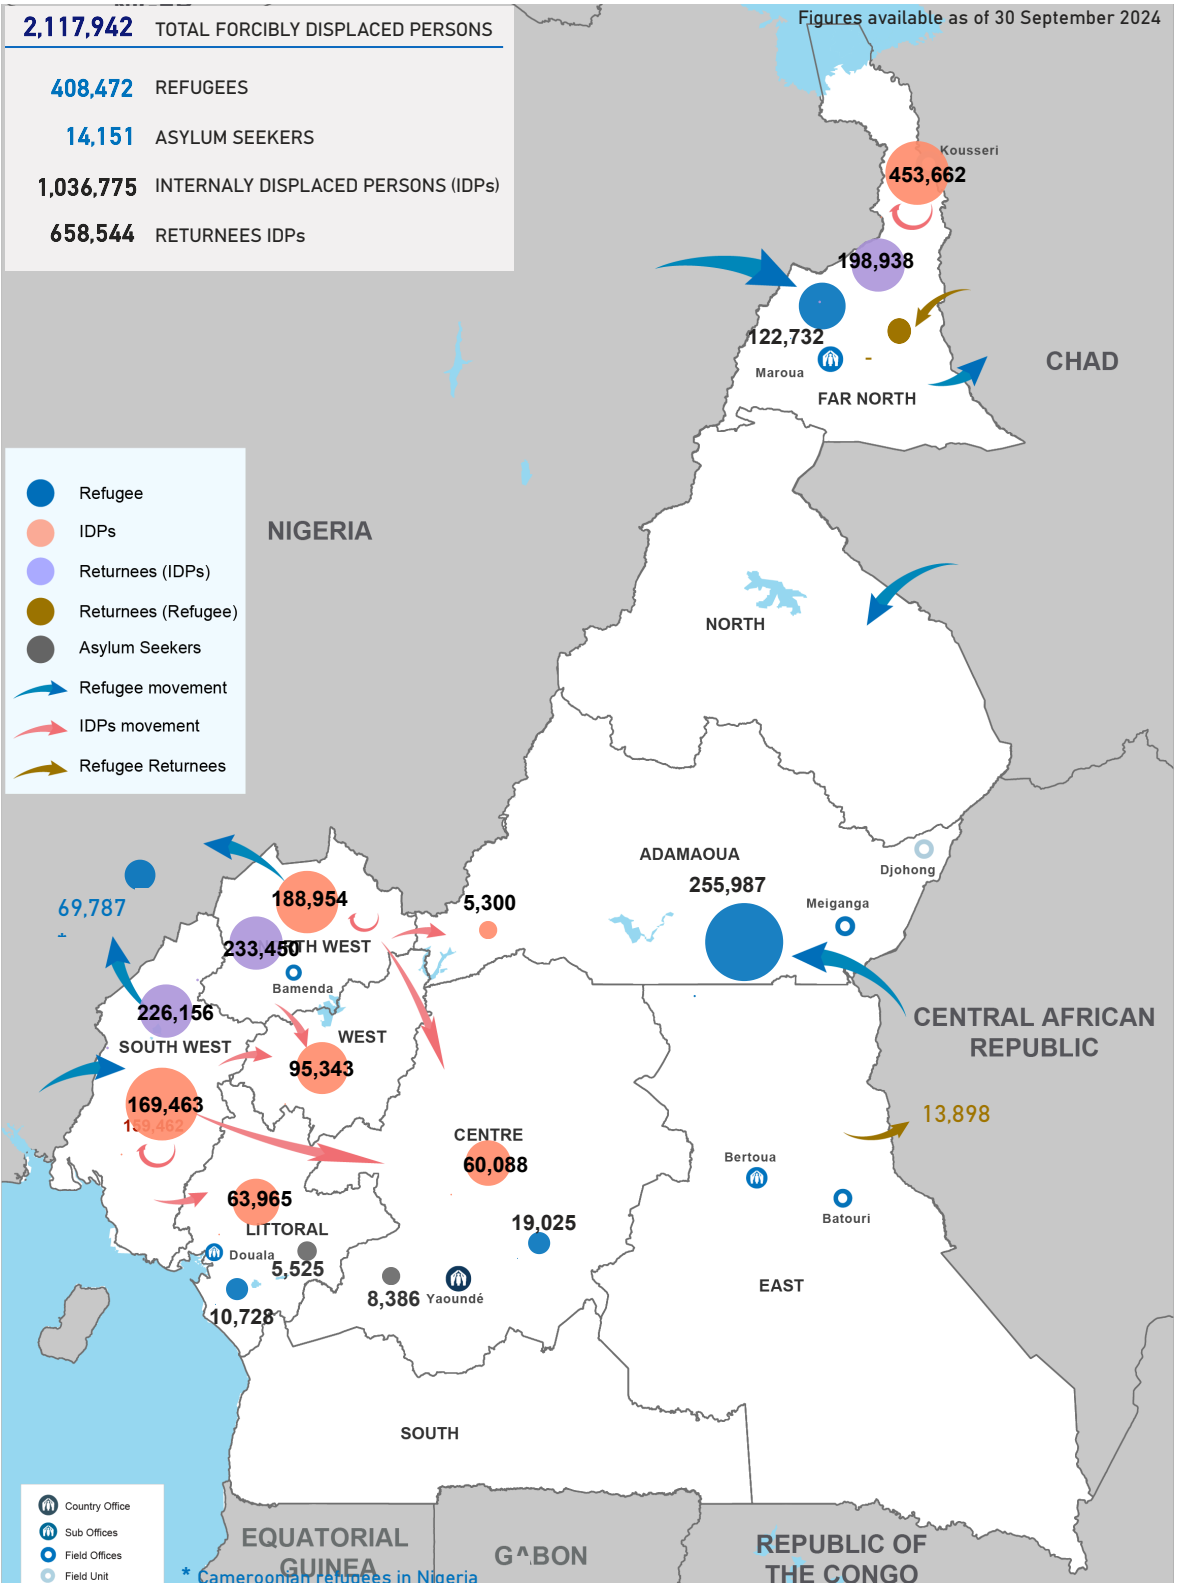 2,117,942 TOTAL FORCIBLY DISPLACED PERSONS
408,472 REFUGEES
14,151 ASYLUM SEEKERS
1,036,775 INTERNALY DISPLACED PERSONS (IDPs)
658,544 RETURNEES IDPs
Figures available as of 30 September 2024
Kousseri
453,662
198,938
122,732
Maroua
-
FAR NORTH
CHAD
Refugee
IDPs
Returnees (IDPs)
Returnees (Refugee)
Asylum Seekers
Refugee movement
IDPs movement
Refugee Returnees
NIGERIA
NORTH
ADAMAOUA
255,987
Djohong
Meiganga
69,787
*
188,954
5,300
233,450
NORTH WEST
Bamenda
226,156
SOUTH WEST
WEST
95,343
169,463
159,462
CENTRAL AFRICAN
REPUBLIC
13,898
CENTRE
60,088
Bertoua
Batouri
63,965
LITTORAL
Douala
5,525
10,728
19,025
8,386
Yaoundé
EAST
SOUTH
Country Office
Sub Offices
Field Offices
Field Unit
EQUATORIAL
GUINEA
GABON
REPUBLIC OF
THE CONGO
* Cameroonian refugees in Nigeria